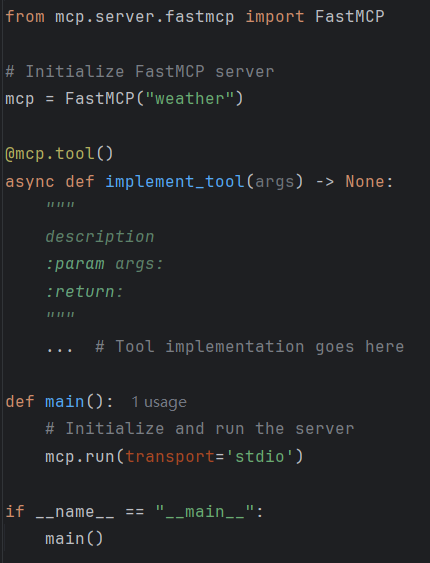 from mcp.server.fastmcp import FastMCP
# Initialize FastMCP server
mcp = FastMCP("weather")
@mcp.tool()
async def implement_tool(args) -> None:
    """
    description
    :param args:
    :return:
    """
    ...  # Tool implementation goes here
def main():  1 usage
    # Initialize and run the server
    mcp.run(transport='stdio')
if __name__ == "__main__":
    main()